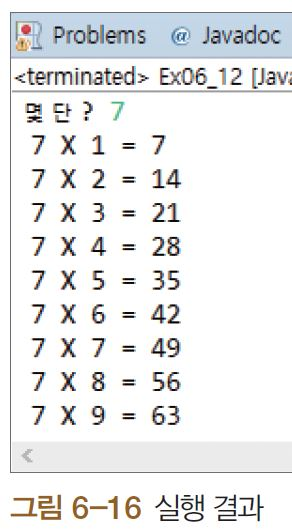 Problems @ Javadoc
<terminated> Ex06_12 [Java
몇 단 ? 7
7 X 1 = 7
7 X 2 = 14
7 X 3 = 21
7 X 4 = 28
7 X 5 = 35
7 X 6 = 42
7 X 7 = 49
7 X 8 = 56
7 X 9 = 63
그림 6-16 실행 결과